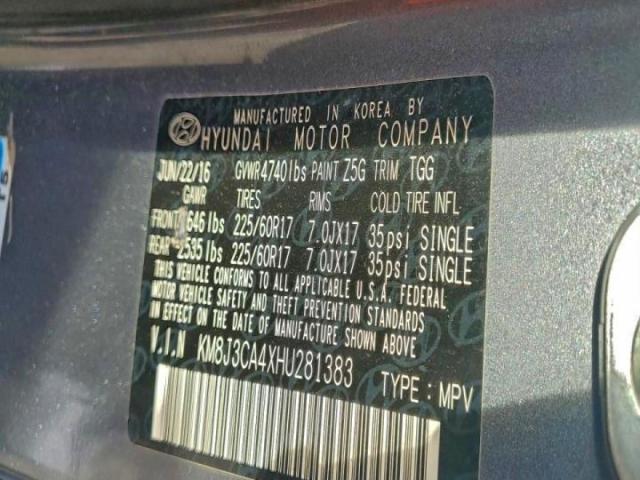 MANUFACTURED IN KOREA BY
HYUNDAI MOTOR COMPANY
JUN/22/16 GVWR 4740lbs PAINT Z5G TRIM TGG
GAWR TIRES RIMS COLD TIRE INFL
FRONT 646 lbs 225/60R17 7.0JX17 35psi SINGLE
REAR 2535 lbs 225/60R17 7.0JX17 35psi SINGLE
THIS VEHICLE CONFORMS TO ALL APPLICABLE U.S.A. FEDERAL
MOTOR VEHICLE SAFETY AND THEFT PREVENTION STANDARDS
IN EFFECT ON THE DATE OF MANUFACTURE SHOWN ABOVE.
V.I.N KM8J3CA4XHU281383 TYPE : MPV